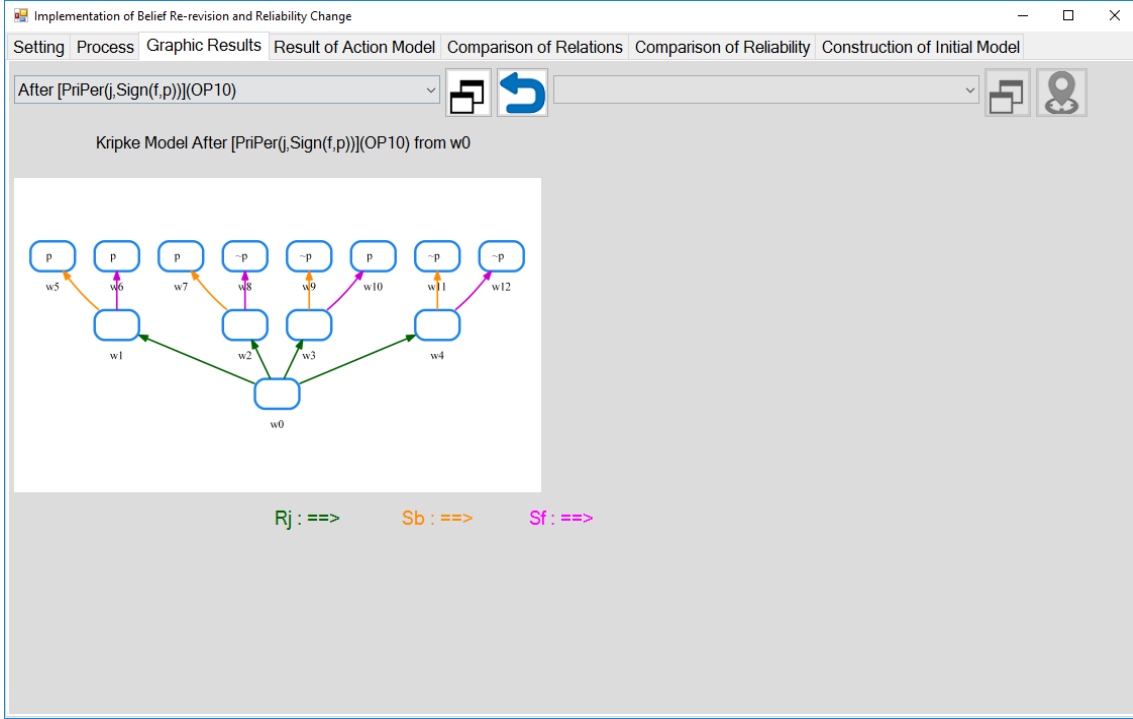 Implementation of Belief Re-revision and Reliability Change
Setting Process Graphic Results Result of Action Model Comparison of Relations Comparison of Reliability Construction of Initial Model
After [PriPer(j,Sign(f,p))](OP10)
Kripke Model After [PriPer(j,Sign(f,p))](OP10) from w0
p p p ~p ~p p ~p ~p
w5 w6 w7 w8 w9 w10 w11 w12
w1 w2 w3 w4
w0
Rj : ==> Sb : ==> Sf : ==>